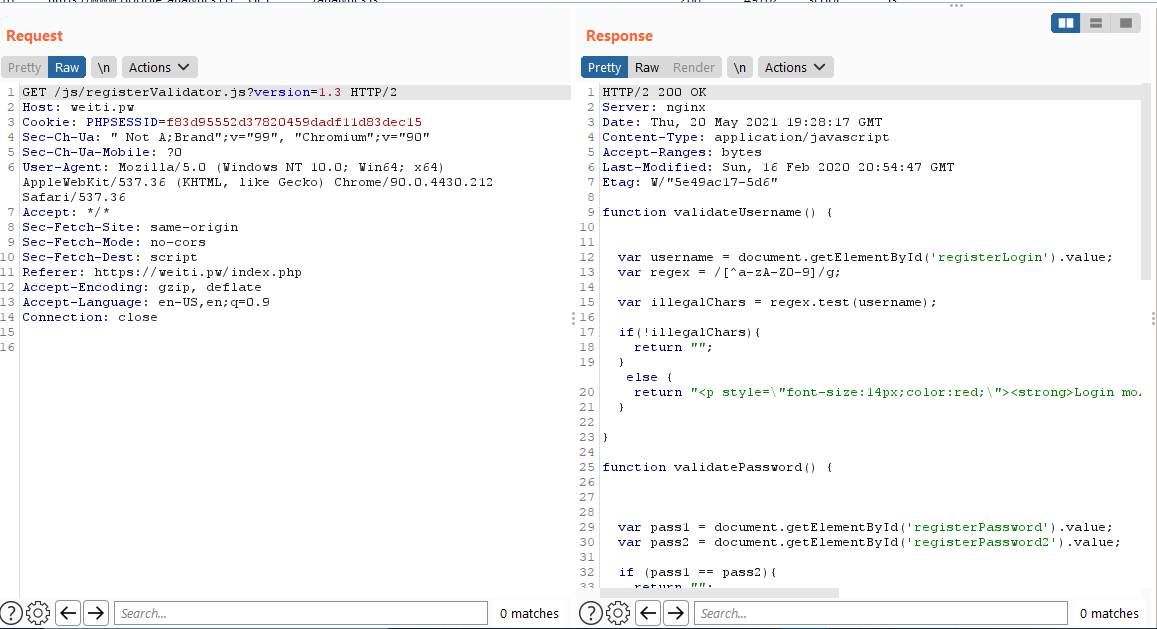 Request
Pretty Raw \n Actions
1 GET /js/registerValidator.js?version=1.3 HTTP/2
2 Host: weiti.pw
3 Cookie: PHPSESSID=f83d95552d37820459dadf11d83dec15
4 Sec-Ch-Ua: " Not A;Brand";v="99", "Chromium";v="90"
5 Sec-Ch-Ua-Mobile: ?0
6 User-Agent: Mozilla/5.0 (Windows NT 10.0; Win64; x64)
AppleWebKit/537.36 (KHTML, like Gecko) Chrome/90.0.4430.212
Safari/537.36
7 Accept: */*
8 Sec-Fetch-Site: same-origin
9 Sec-Fetch-Mode: no-cors
10 Sec-Fetch-Dest: script
11 Referer: https://weiti.pw/index.php
12 Accept-Encoding: gzip, deflate
13 Accept-Language: en-US,en;q=0.9
14 Connection: close
15
16
? Search... 0 matches
Response
Pretty Raw Render \n Actions
1 HTTP/2 200 OK
2 Server: nginx
3 Date: Thu, 20 May 2021 19:28:17 GMT
4 Content-Type: application/javascript
5 Accept-Ranges: bytes
6 Last-Modified: Sun, 16 Feb 2020 20:54:47 GMT
7 Etag: W/"5e49ac17-5d6"
8
9 function validateUsername() {
10
11
12 var username = document.getElementById('registerLogin').value;
13 var regex = /[^a-zA-Z0-9]/g;
14
15 var illegalChars = regex.test(username);
16
17 if(!illegalChars){
18 return "";
19 }
else {
20 return "<p style=\"font-size:14px;color:red;\"><strong>Login
21 }
22
23 }
24
25 function validatePassword() {
26
27
28
29 var pass1 = document.getElementById('registerPassword').value;
30 var pass2 = document.getElementById('registerPassword2').value;
31
32 if (pass1 == pass2){
33 return "";
? Search... 0 matches